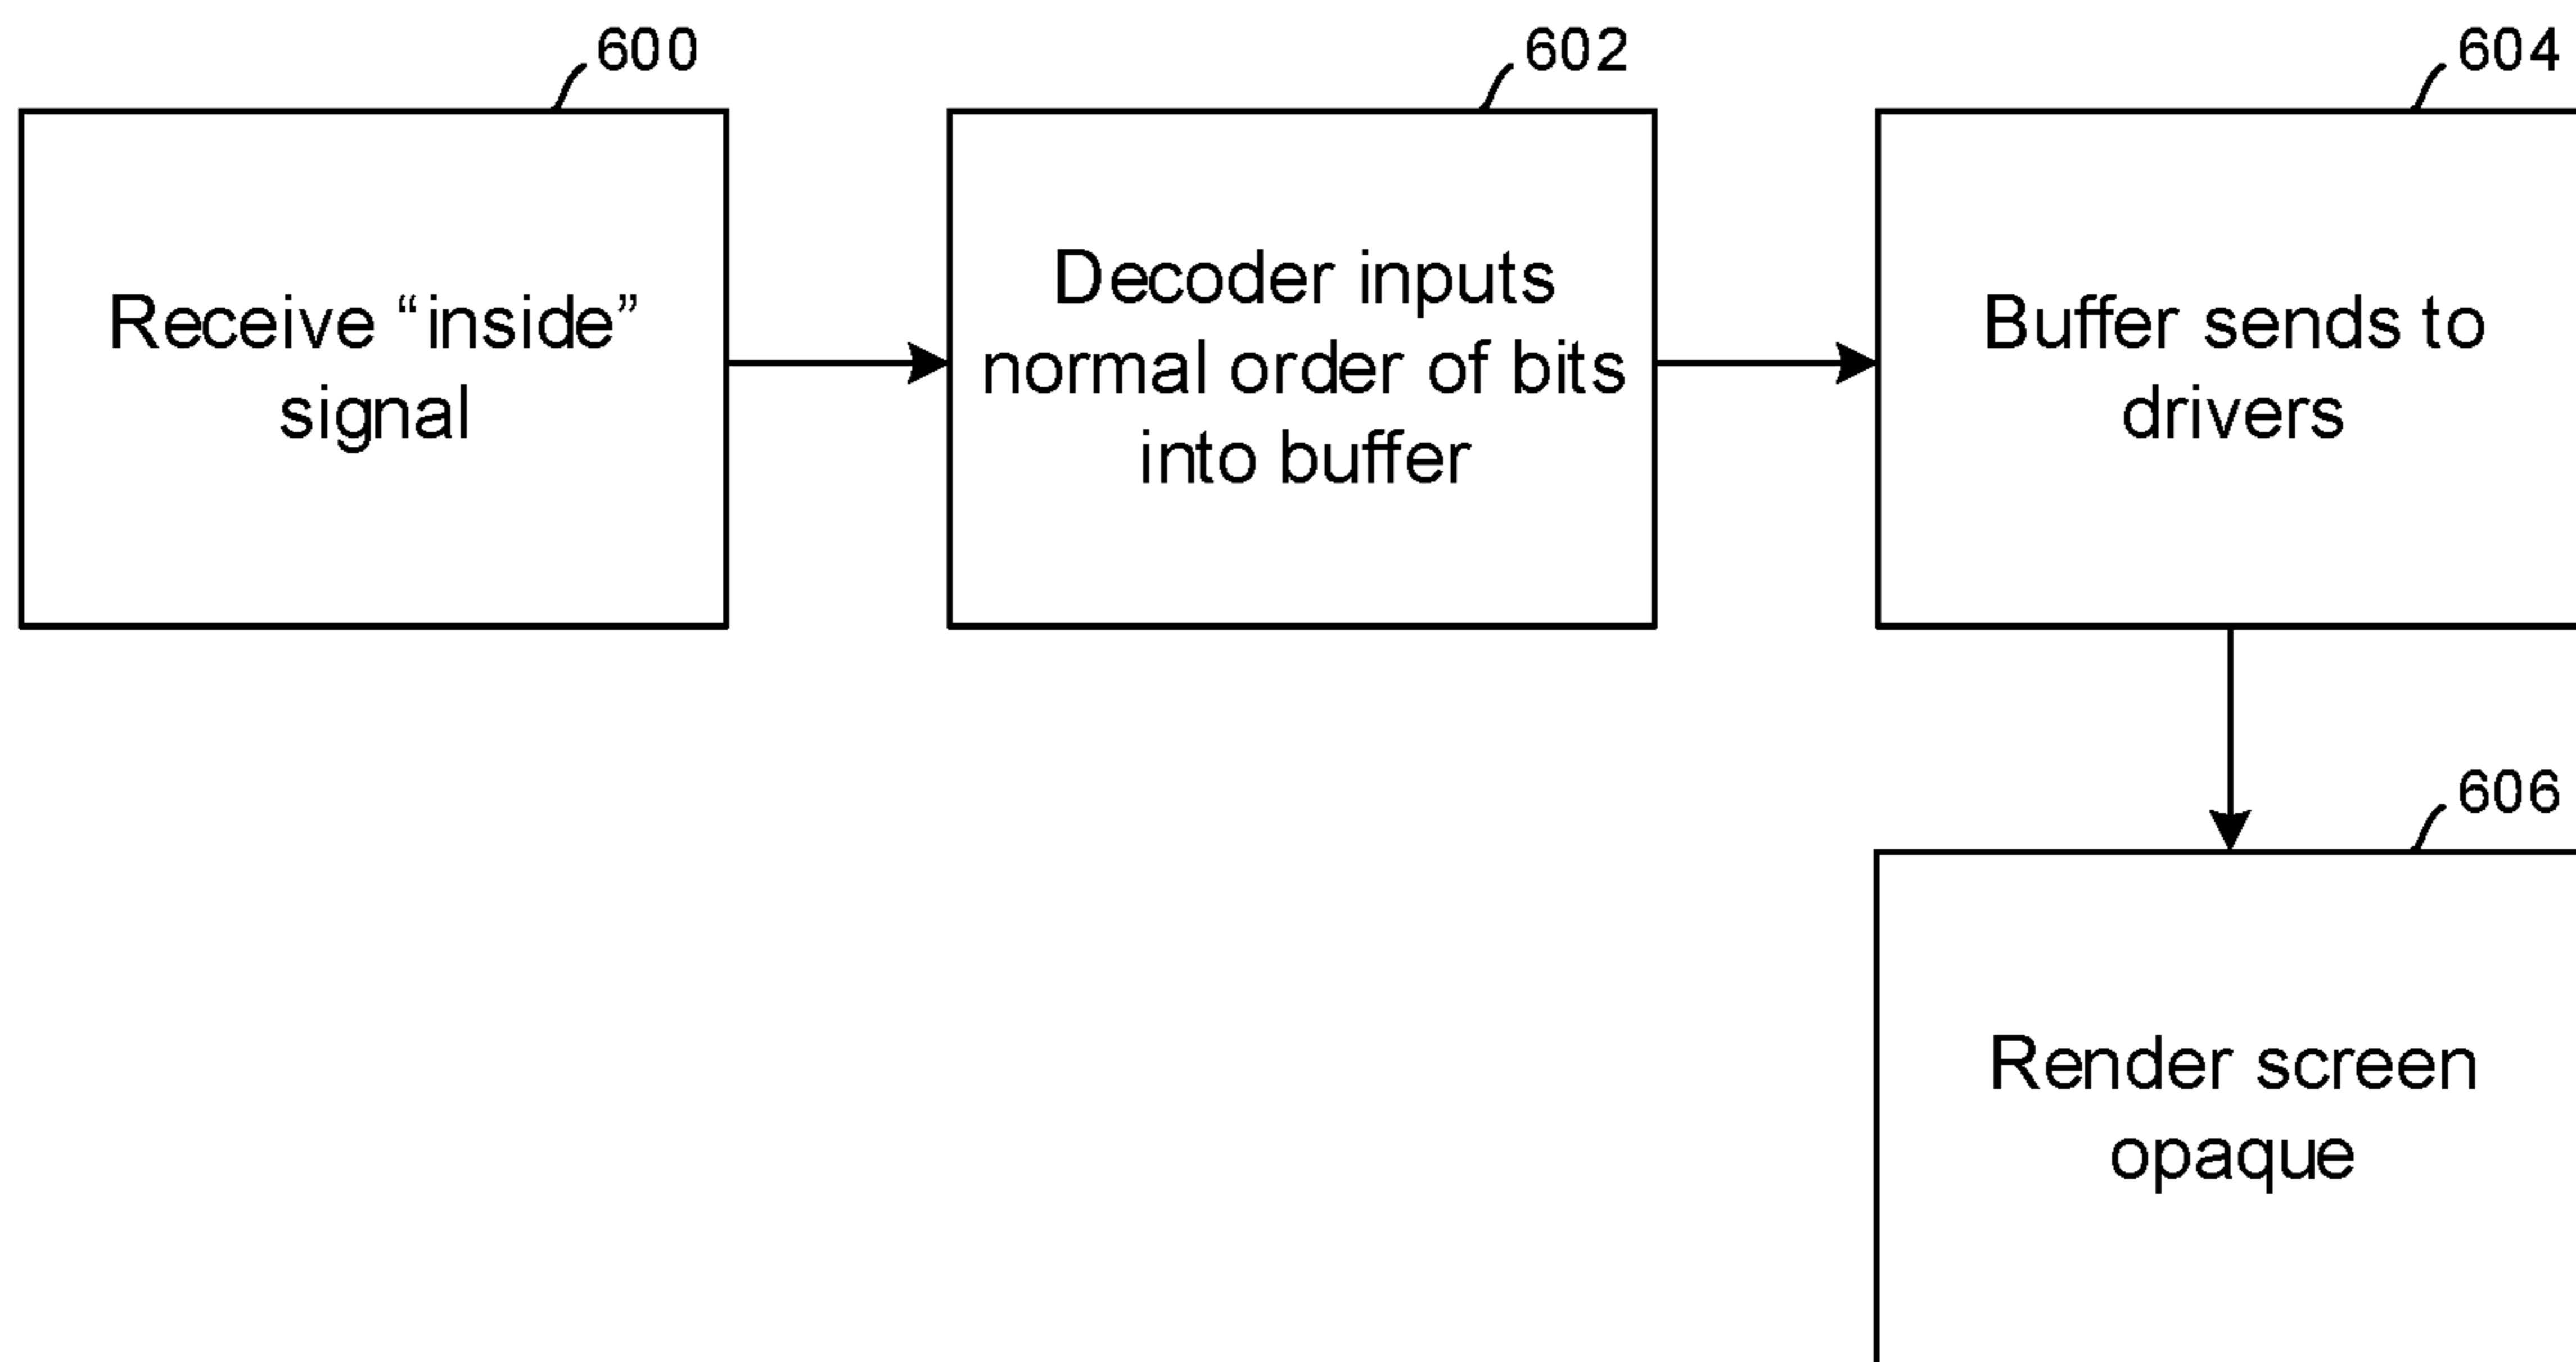 600
Receive “inside”
signal
602
Decoder inputs
normal order of bits
into buffer
604
Buffer sends to
drivers
606
Render screen
opaque